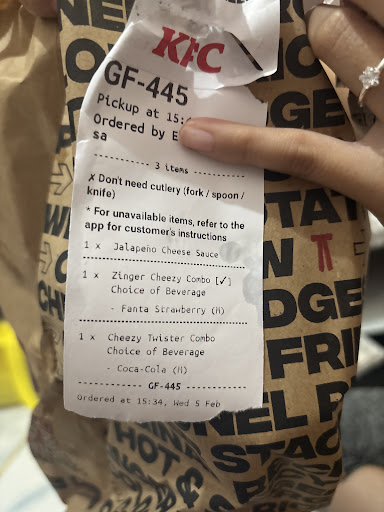 KFC
GF-445
Pickup at 15:
Ordered by
sa
3 items
✗ Don't need cutlery (fork / spoon /
knife)
* For unavailable items, refer to the
app for customer's instructions
1 x Jalapeño Cheese Sauce
1 x Zinger Cheezy Combo [✓]
Choice of Beverage
- Fanta Strawberry (M)
1 x Cheezy Twister Combo
Choice of Beverage
- Coca-Cola (M)
GF-445
Ordered at 15:34, Wed 5 Feb
HOT
STAC